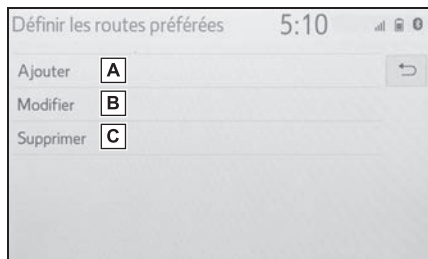 Définir les routes préférées 5:10
Ajouter A
Modifier B
Supprimer C